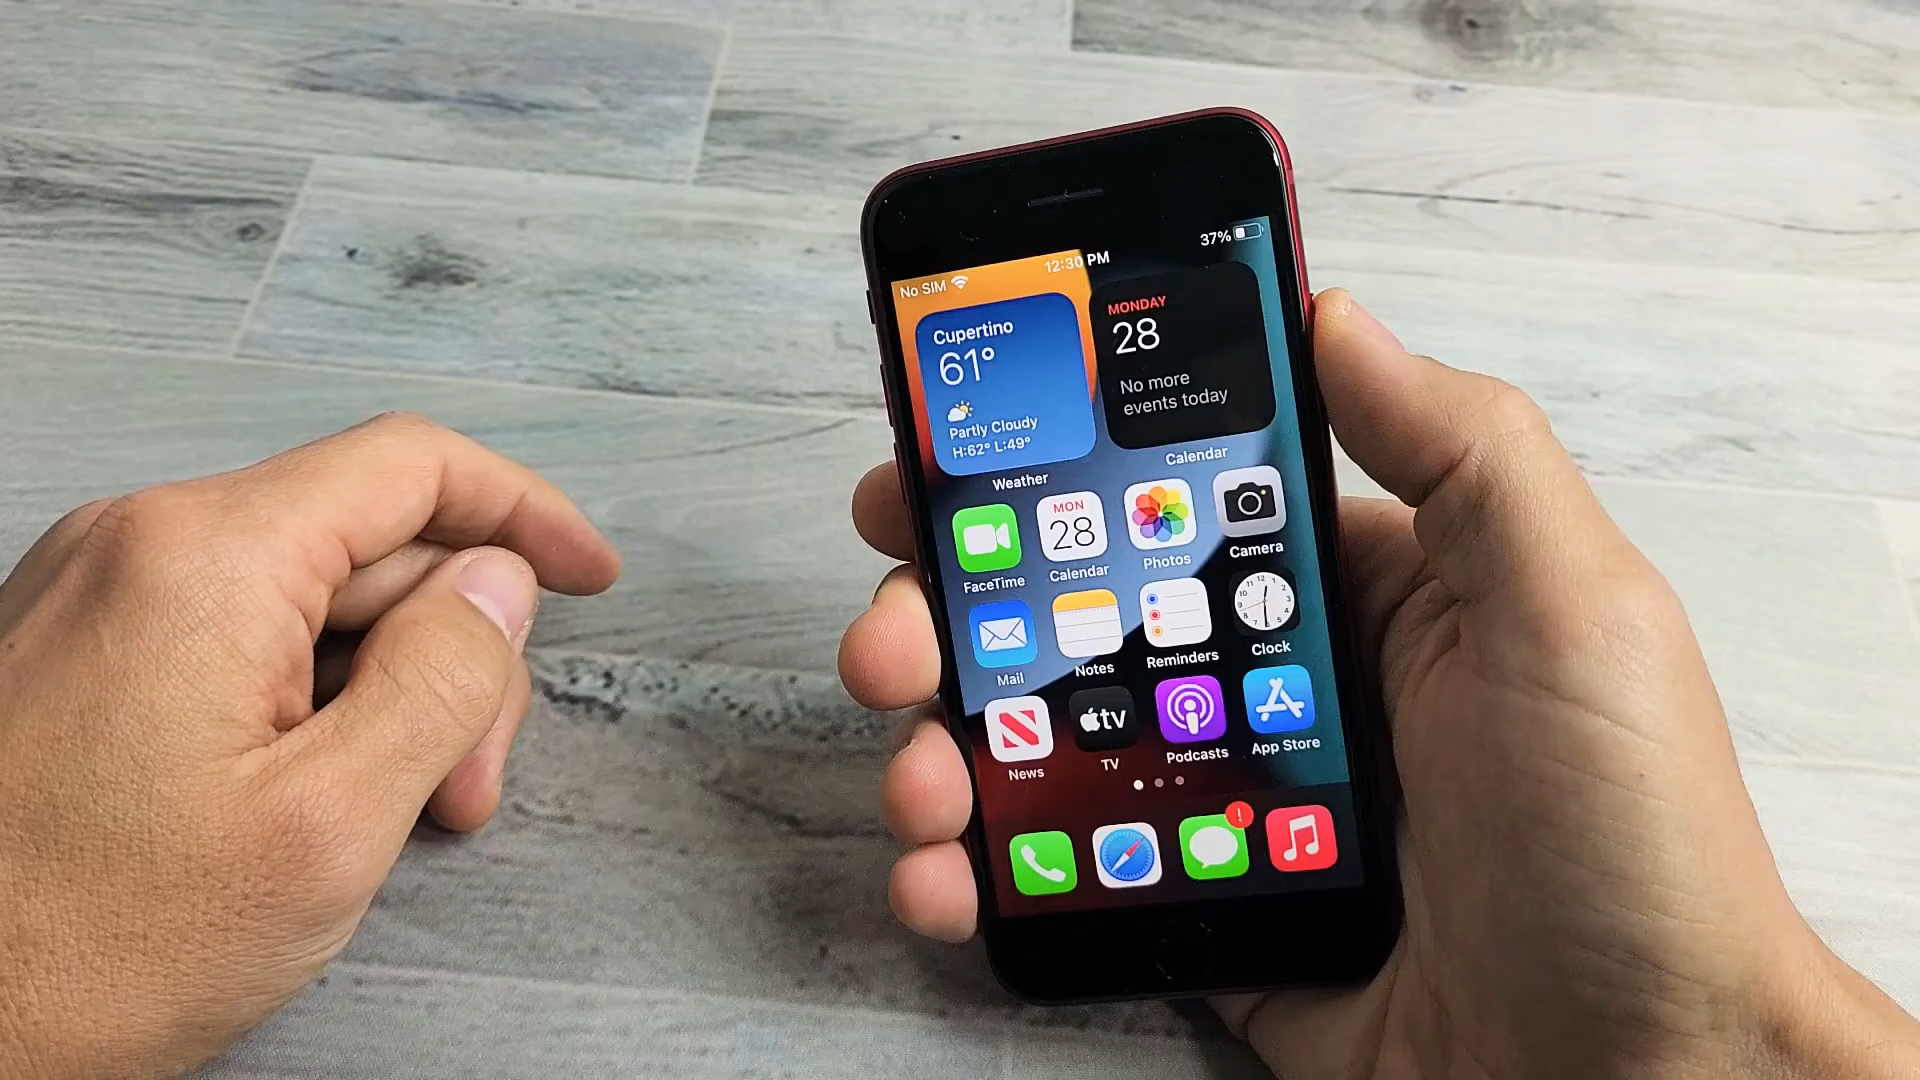 No SIM
12:30 PM
37%
Cupertino
61°
Partly Cloudy
H:62° L:49°
Weather
MONDAY
28
No more
events today
Calendar
FaceTime
MON
28
Calendar
Photos
Camera
Mail
Notes
Reminders
Clock
News
tv
TV
Podcasts
App Store
!